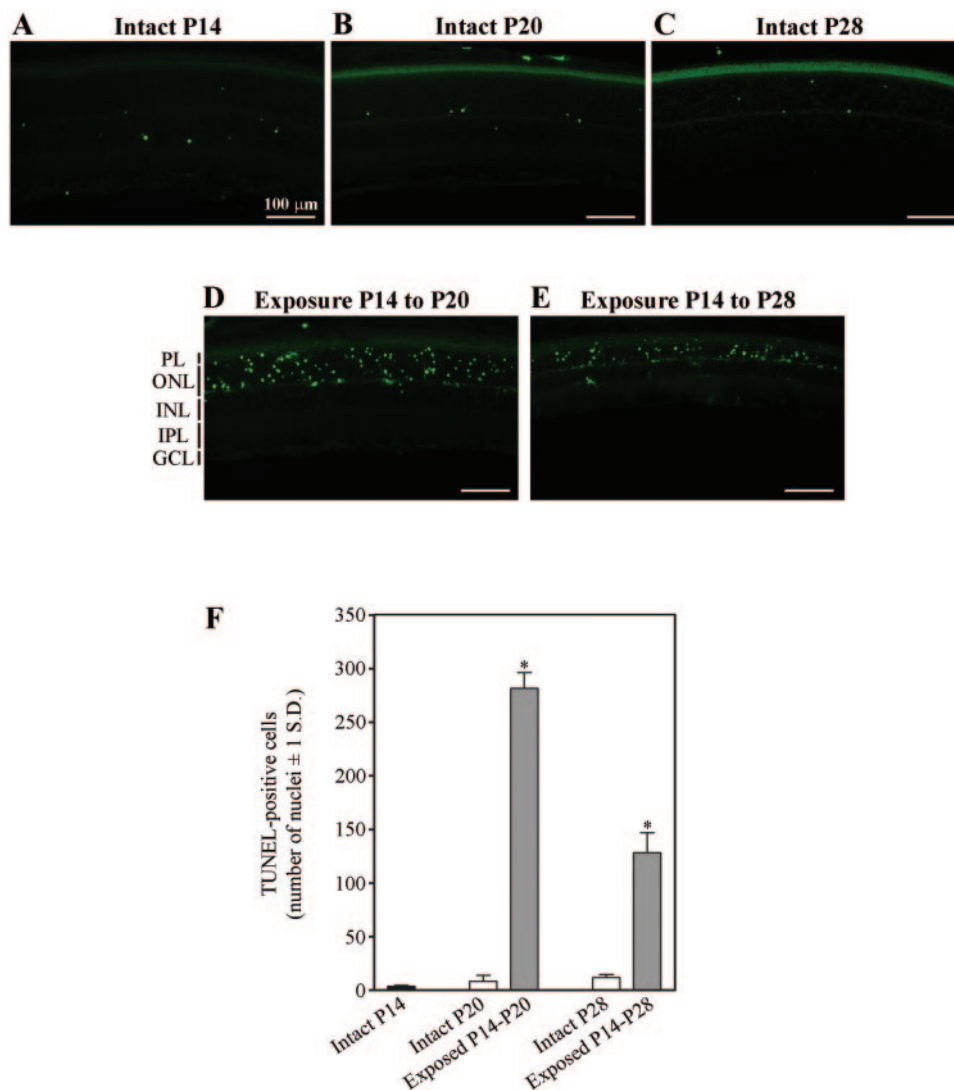 A Intact P14
B Intact P20
C Intact P28
100 µm
D Exposure P14 to P20
E Exposure P14 to P28
PL
ONL
INL
IPL
GCL
F
TUNEL-positive cells
(number of nuclei ± 1 S.D.)
350
300
250
200
150
100
50
0
*
*
Intact P14
Intact P20
Exposed P14-P20
Intact P28
Exposed P14-P28